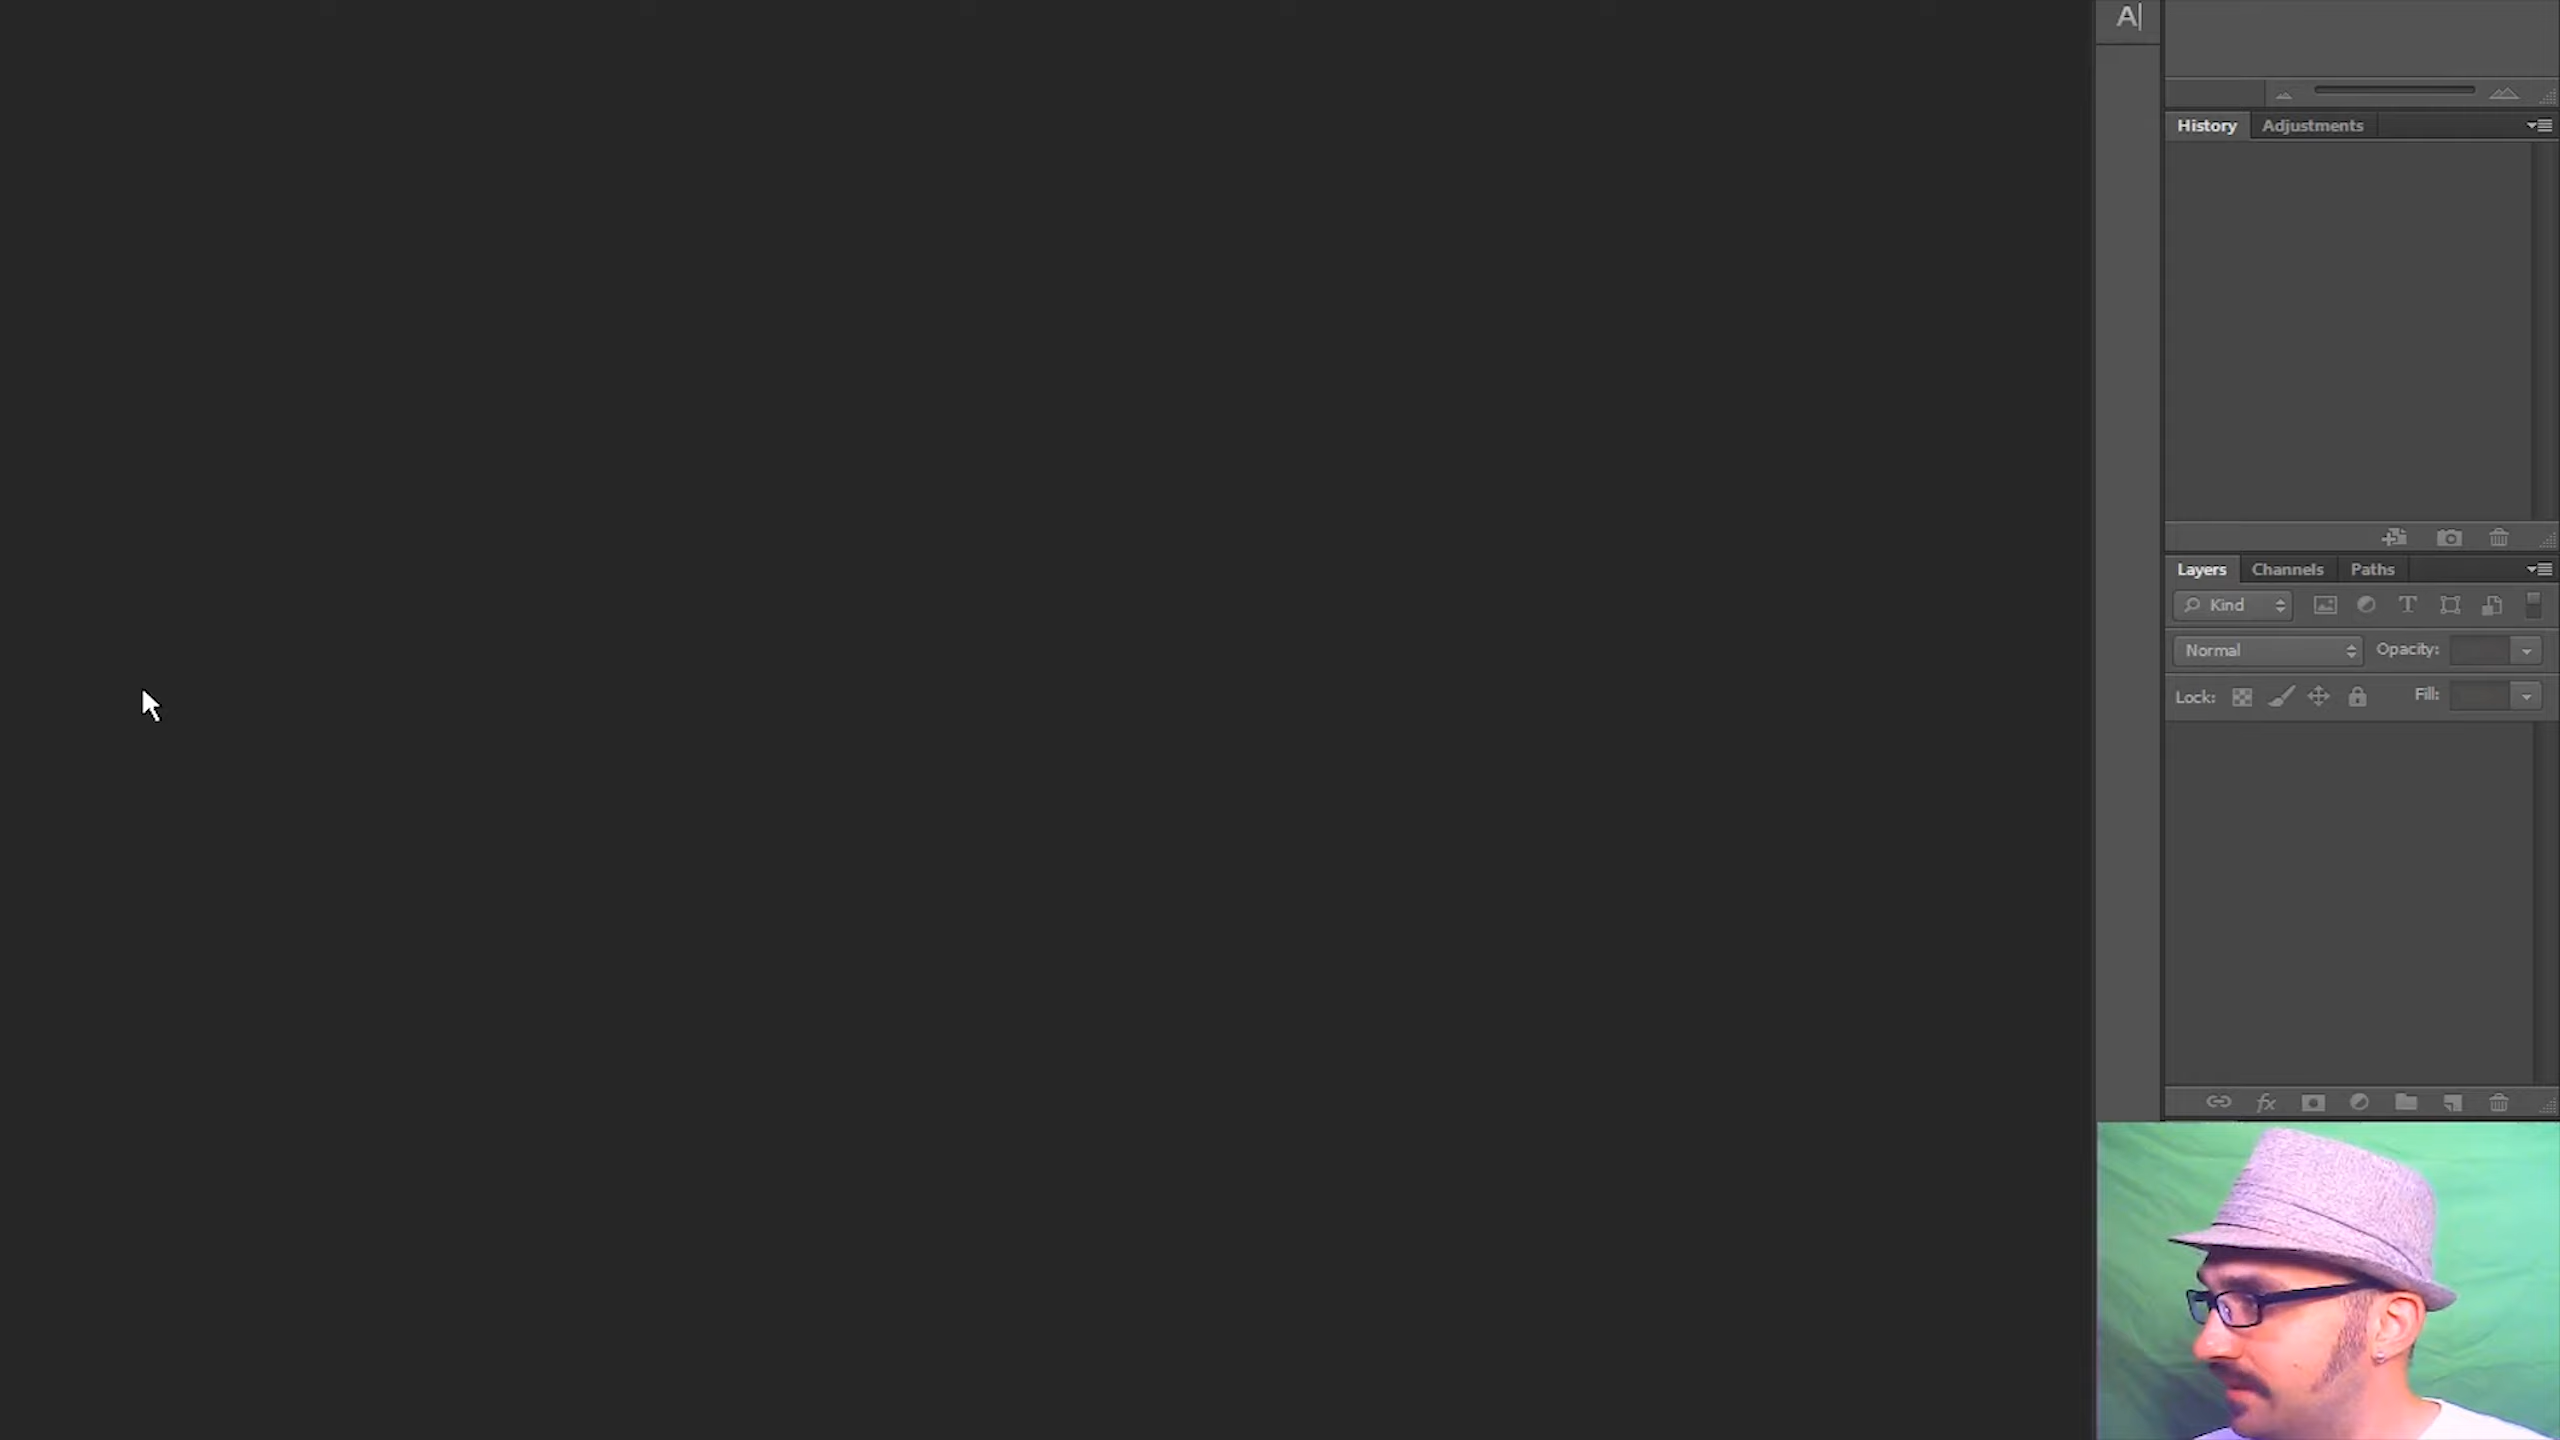 A
History Adjustments
Layers Channels Paths
Kind T
Normal Opacity:
Lock: Fill:
fx